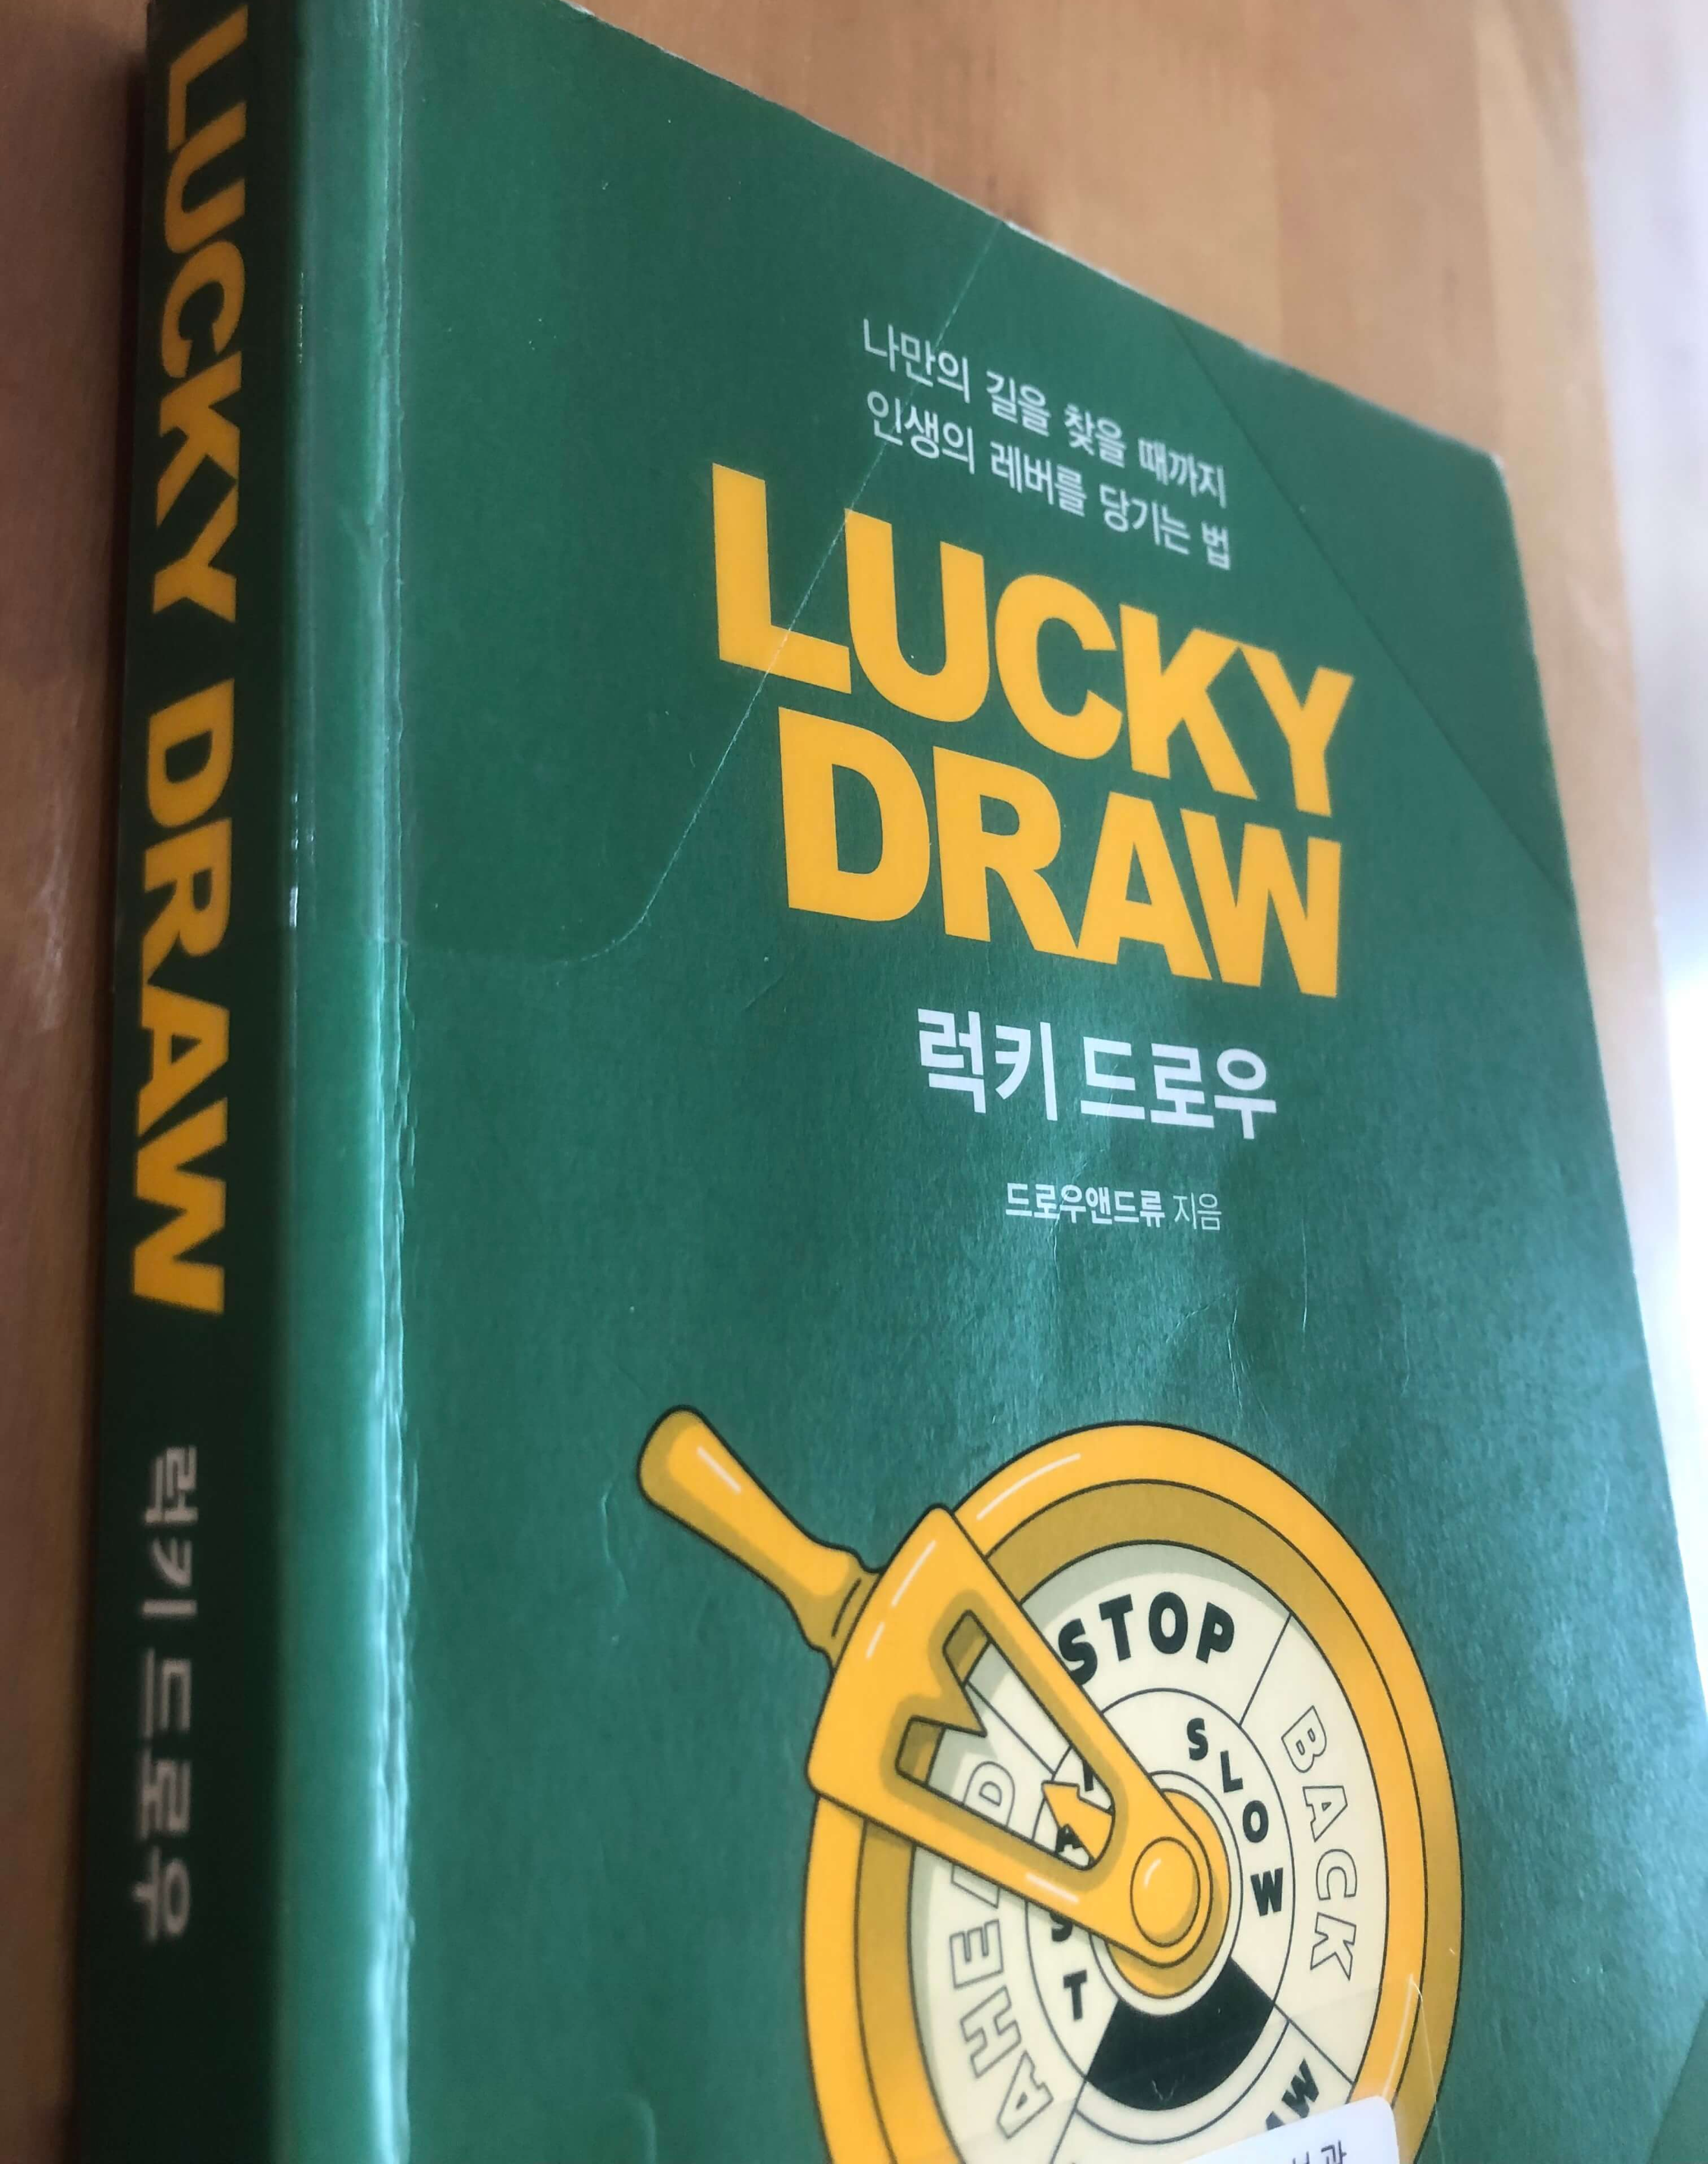 LUCKY DRAW 럭키 드로우
나만의 길을 찾을 때까지
인생의 레버를 당기는 법
LUCKY
DRAW
럭키 드로우
드로우앤드류 지음
STOP
SLOW
BACK
AHEAD